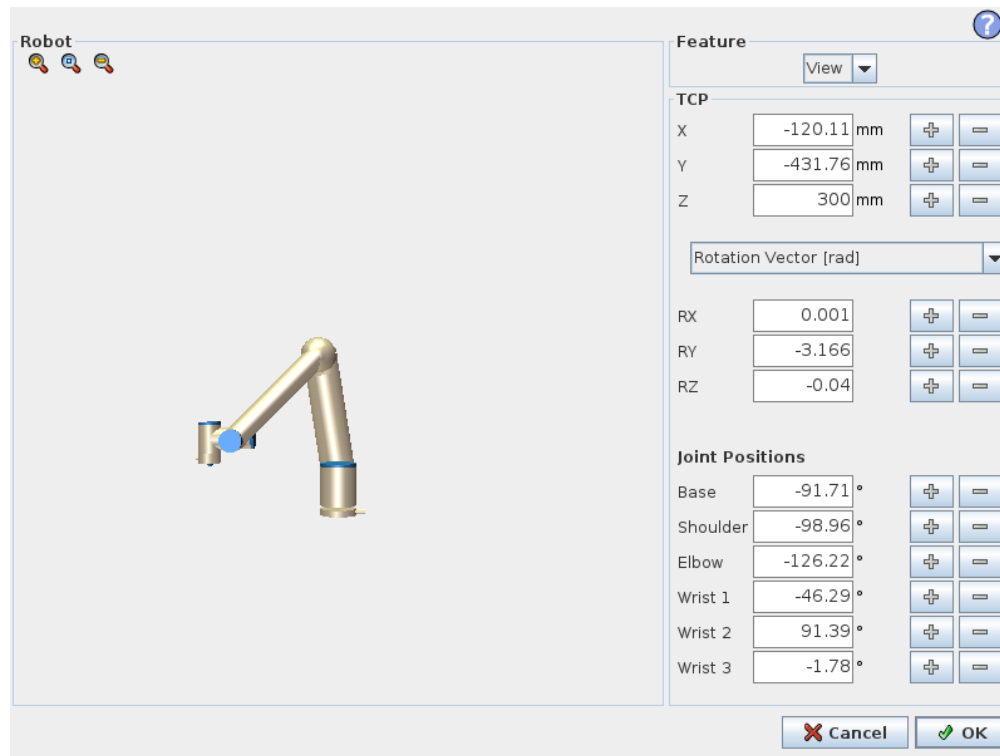 ?
Robot
Feature
View
TCP
X -120.11 mm
Y -431.76 mm
Z 300 mm
Rotation Vector [rad]
RX 0.001
RY -3.166
RZ -0.04
Joint Positions
Base -91.71 °
Shoulder -98.96 °
Elbow -126.22 °
Wrist 1 -46.29 °
Wrist 2 91.39 °
Wrist 3 -1.78 °
Cancel OK